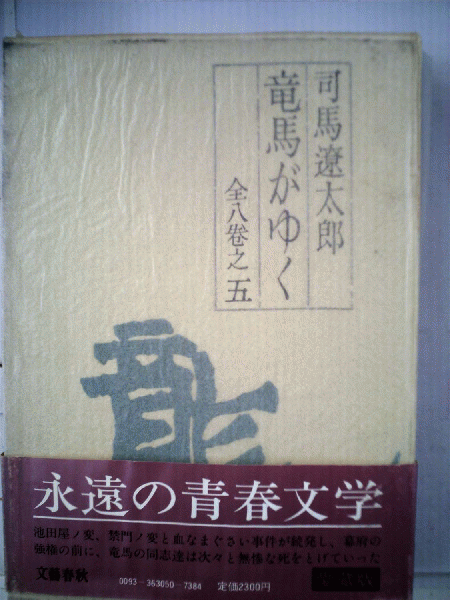 司馬遼太郎
竜馬がゆく
全八巻之五
永遠の青春文学
池田屋ノ変、禁門ノ変と血なまぐさい事件が続発し、幕府の
強権の前に、竜馬の同志達は次々と無惨な死をとげていった
文藝春秋
0093-363050-7384 定価2300円